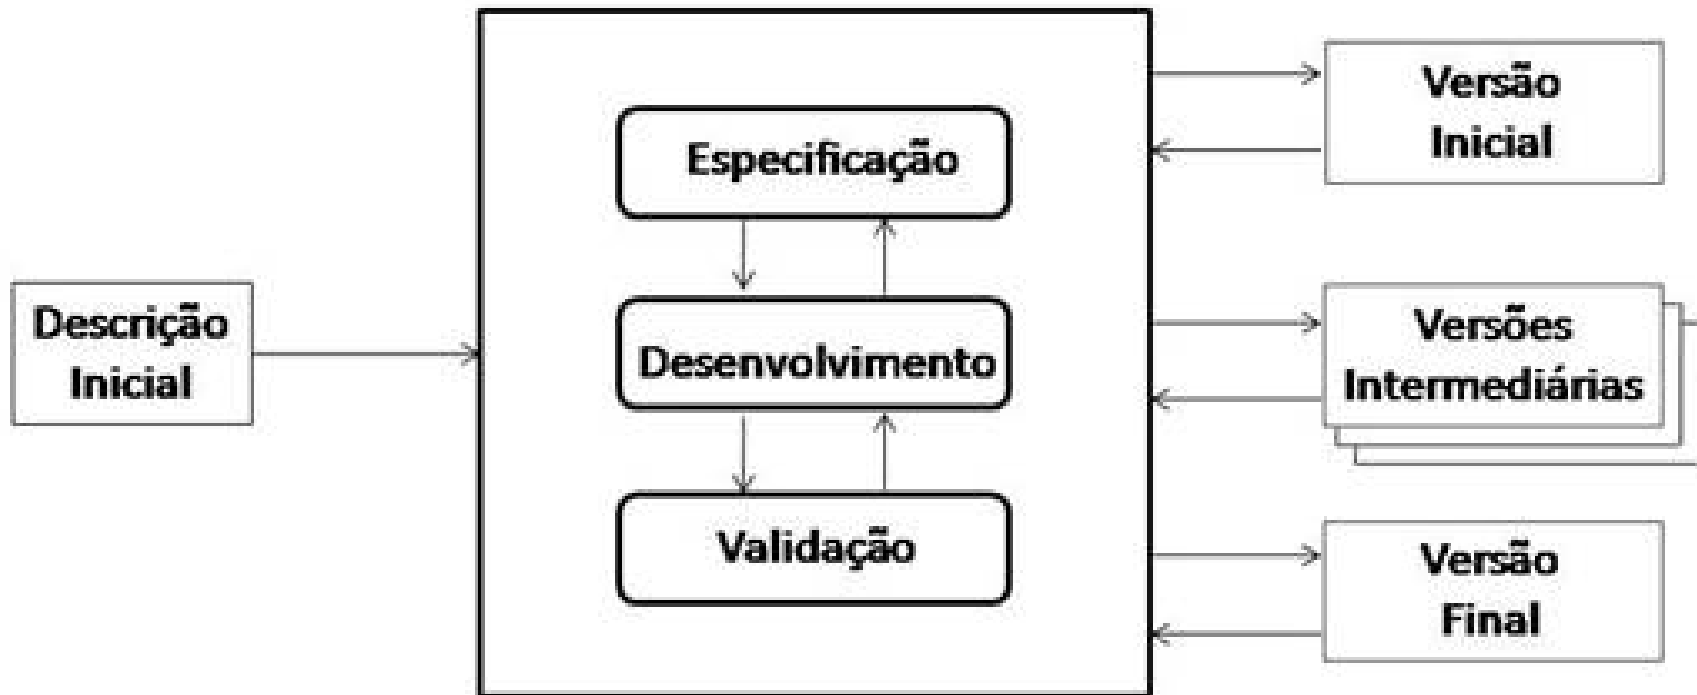 Descrição
Inicial
Especificação
Desenvolvimento
Validação
Versão
Inicial
Versões
Intermediárias
Versão
Final